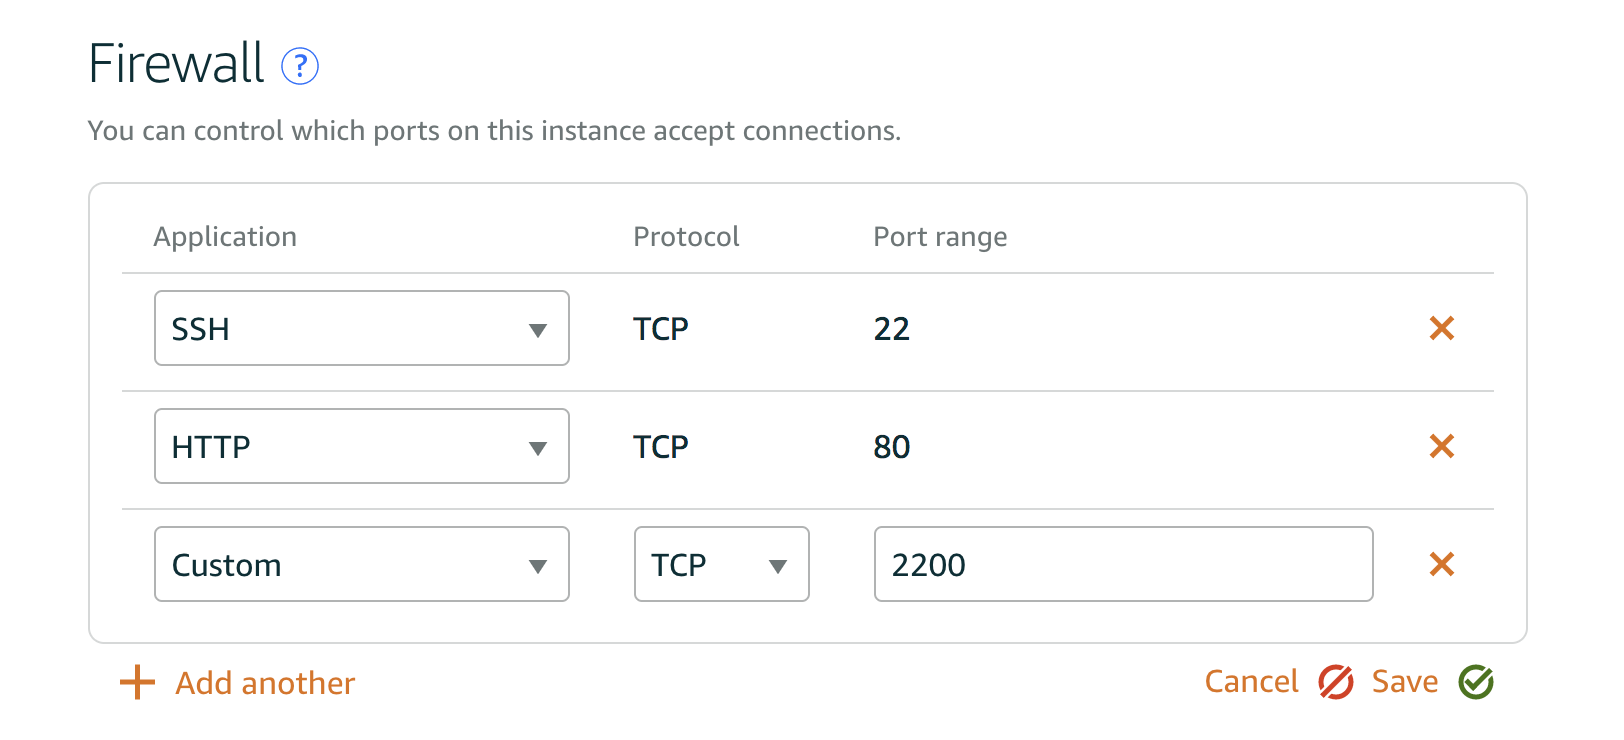 Firewall ?
You can control which ports on this instance accept connections.
Application Protocol Port range
SSH TCP 22
HTTP TCP 80
Custom TCP 2200
Add another Cancel Save